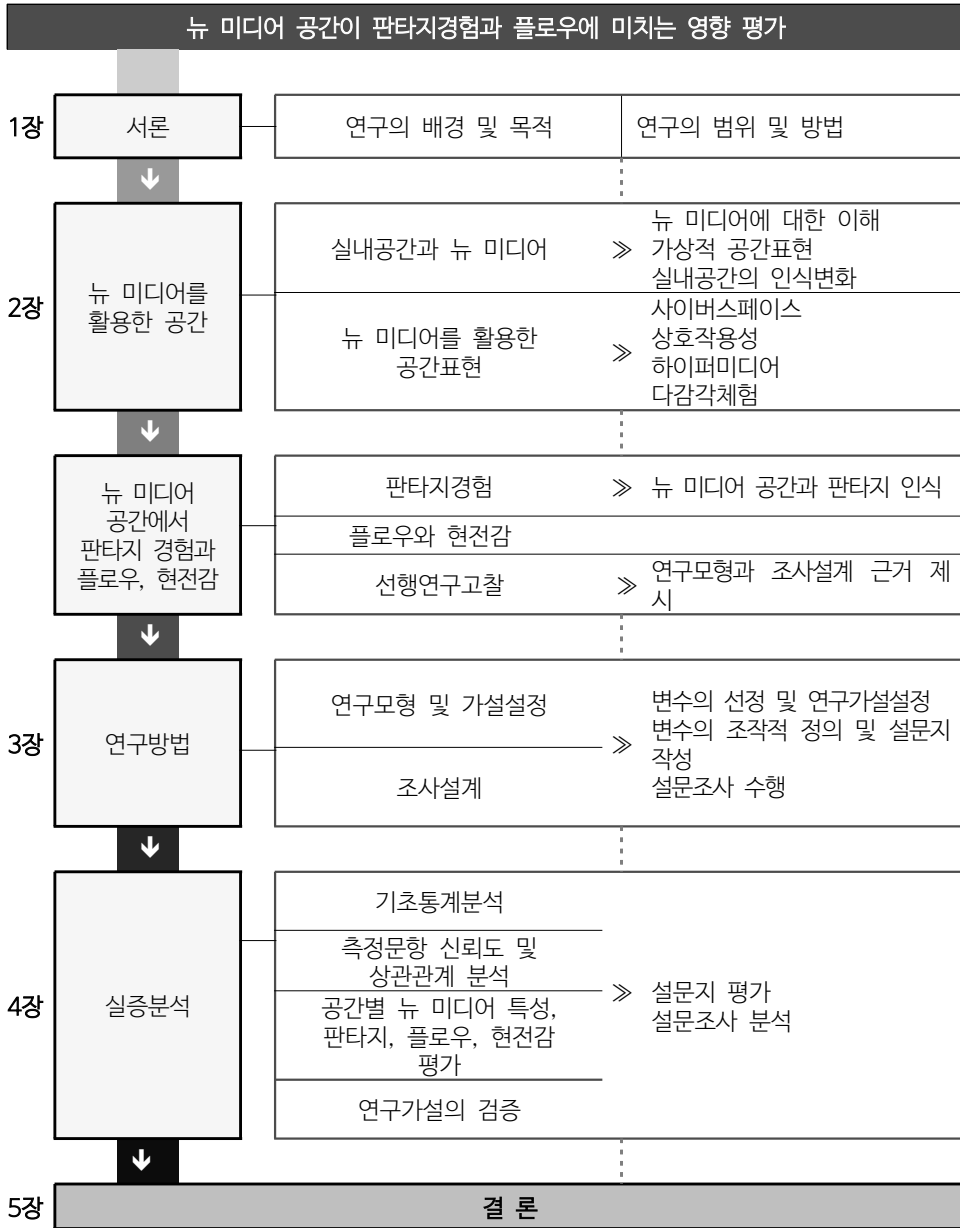 뉴 미디어 공간이 판타지경험과 플로우에 미치는 영향 평가
1장
서론
연구의 배경 및 목적
연구의 범위 및 방법
2장
뉴 미디어를
활용한 공간
실내공간과 뉴 미디어
≫
뉴 미디어에 대한 이해
가상적 공간표현
실내공간의 인식변화
뉴 미디어를 활용한
공간표현
≫
사이버스페이스
상호작용성
하이퍼미디어
다감각체험
뉴 미디어
공간에서
판타지 경험과
플로우, 현전감
판타지경험
≫
뉴 미디어 공간과 판타지 인식
플로우와 현전감
선행연구고찰
≫
연구모형과 조사설계 근거 제
시
3장
연구방법
연구모형 및 가설설정
조사설계
≫
변수의 선정 및 연구가설설정
변수의 조작적 정의 및 설문지
작성
설문조사 수행
4장
실증분석
기초통계분석
측정문항 신뢰도 및
상관관계 분석
공간별 뉴 미디어 특성,
판타지, 플로우, 현전감
평가
연구가설의 검증
≫
설문지 평가
설문조사 분석
5장
결 론